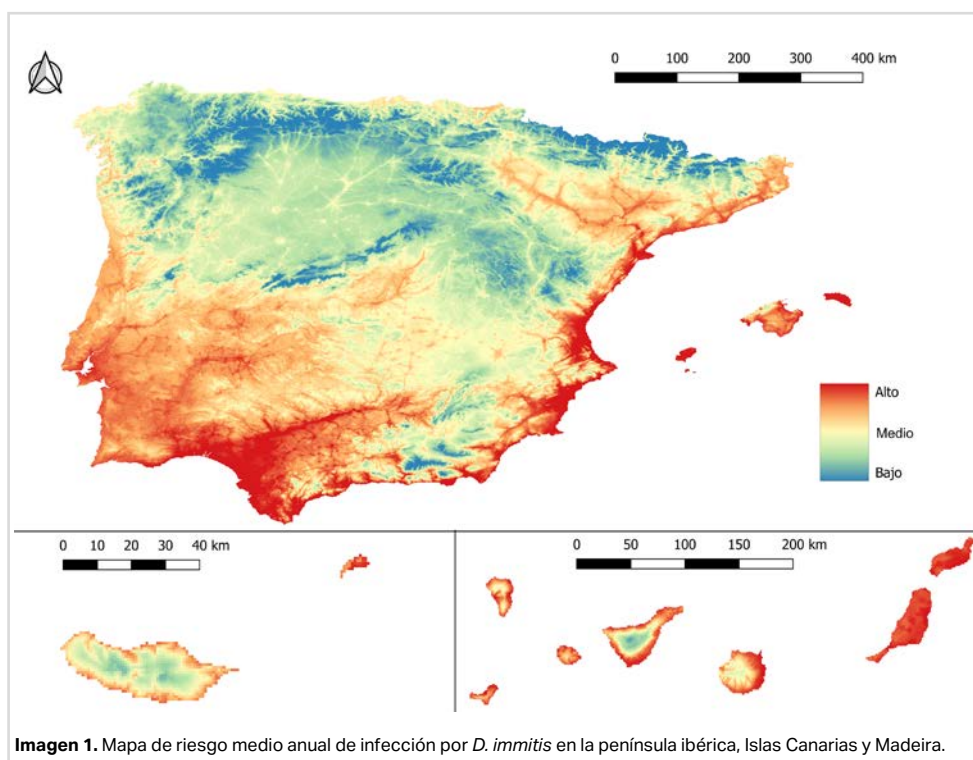 0 100 200 300 400 km
Alto
Medio
Bajo
0 10 20 30 40 km
0 50 100 150 200 km
Imagen 1. Mapa de riesgo medio anual de infección por D. immitis en la península ibérica, Islas Canarias y Madeira.